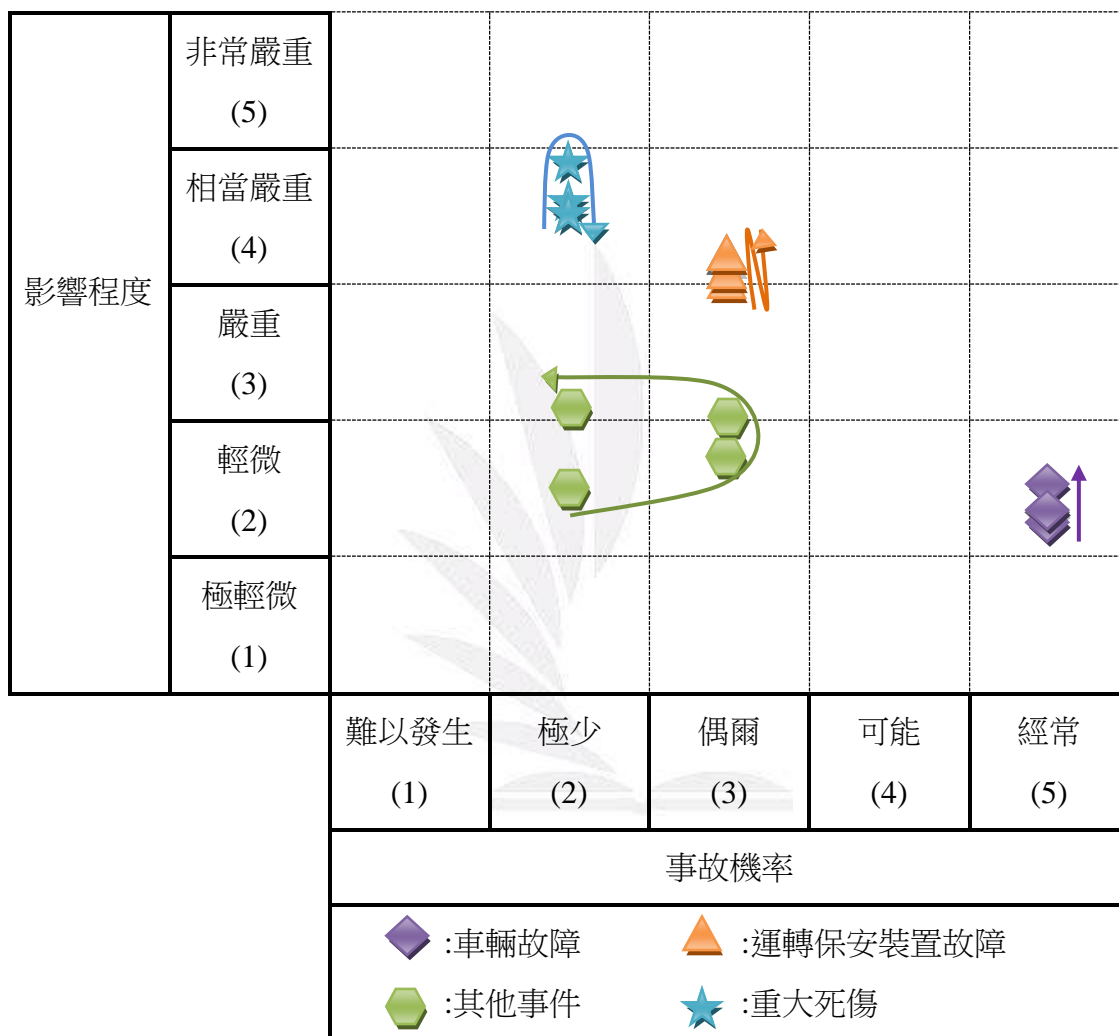 非常嚴重
(5)
相當嚴重
(4)
影響程度
嚴重
(3)
輕微
(2)
極輕微
(1)
難以發生 極少 偶爾 可能 經常
(1) (2) (3) (4) (5)
事故機率
:車輛故障 :運轉保安裝置故障
:其他事件 :重大死傷